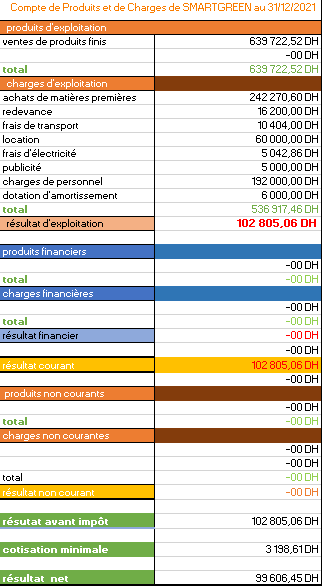 Compte de Produits et de Charges de SMARTGREEN au 31/12/2021
produits d'exploitation
ventes de produits finis 639 722,52 DH
-00 DH
total 639 722,52 DH
charges d'exploitation
achats de matières premières 242 270,60 DH
redevance 16 200,00 DH
frais de transport 10 404,00 DH
location 60 000,00 DH
frais d'électricité 5 042,86 DH
publicité 5 000,00 DH
charges de personnel 192 000,00 DH
dotation d'amortissement 6 000,00 DH
total 536 917,46 DH
résultat d'exploitation 102 805,06 DH
produits financiers
-00 DH
total -00 DH
charges financières
-00 DH
total -00 DH
résultat financier -00 DH
-00 DH
résultat courant 102 805,06 DH
-00 DH
produits non courants
-00 DH
total -00 DH
charges non courantes
-00 DH
-00 DH
total -00 DH
résultat non courant -00 DH
résutat avant impôt 102 805,06 DH
cotisation minimale 3 198,61 DH
résultat net 99 606,45 DH